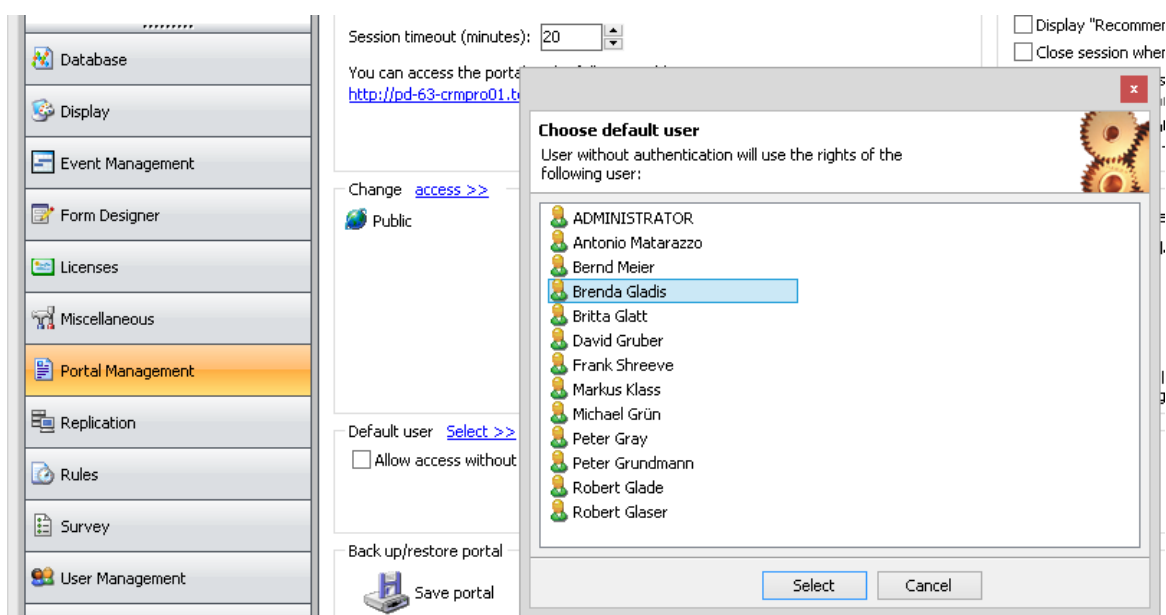 Database
Display
Event Management
Form Designer
Licenses
Miscellaneous
Portal Management
Replication
Rules
Survey
User Management
Session timeout (minutes): 20
You can access the porta
http://pd-63-crmpro01.t
Change access >>
Public
Default user Select >>
Allow access without
Back up/restore portal
Save portal
Display "Recommen
Close session when
Choose default user
User without authentication will use the rights of the
following user:
ADMINISTRATOR
Antonio Matarazzo
Bernd Meier
Brenda Gladis
Britta Glatt
David Gruber
Frank Shreeve
Markus Klass
Michael Grün
Peter Gray
Peter Grundmann
Robert Glade
Robert Glaser
Select Cancel